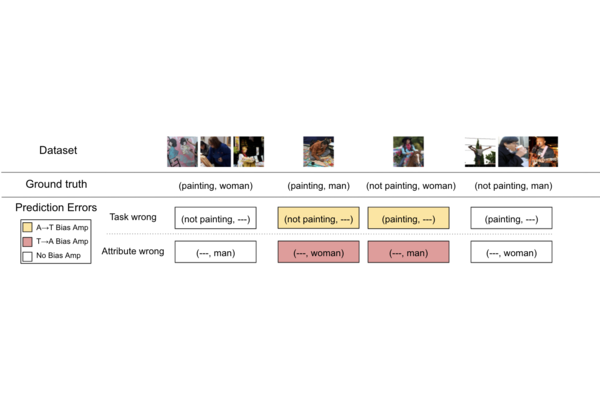 Dataset
Ground truth (painting, woman) (painting, man) (not painting, woman) (not painting, man)
Prediction Errors
Task wrong (not painting, ---) (not painting, ---) (painting, ---) (painting, ---)
A→T Bias Amp
T→A Bias Amp
Attribute wrong (---, man) (---, woman) (---, man) (---, woman)
No Bias Amp